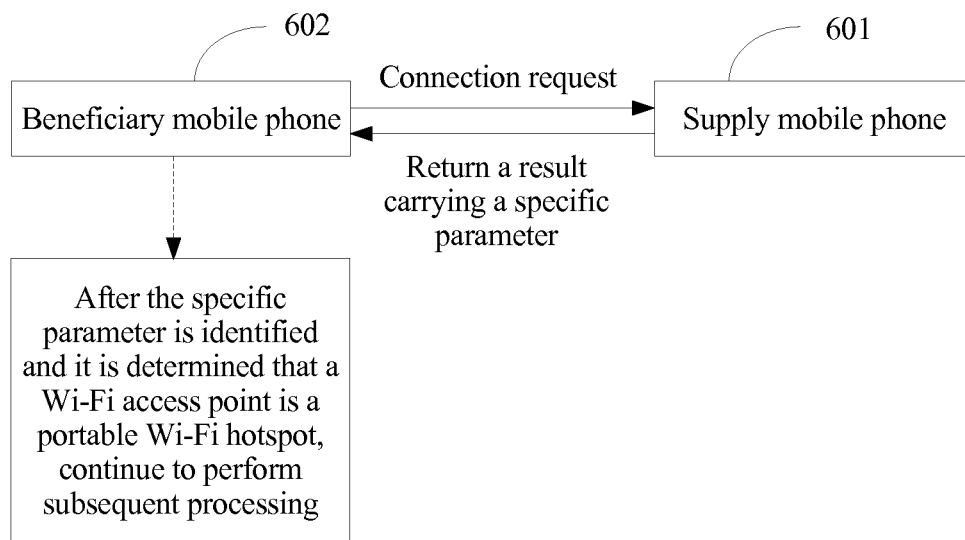 602
601
Beneficiary mobile phone
Connection request
Supply mobile phone
Return a result
carrying a specific
parameter
After the specific
parameter is identified
and it is determined that a
Wi-Fi access point is a
portable Wi-Fi hotspot,
continue to perform
subsequent processing